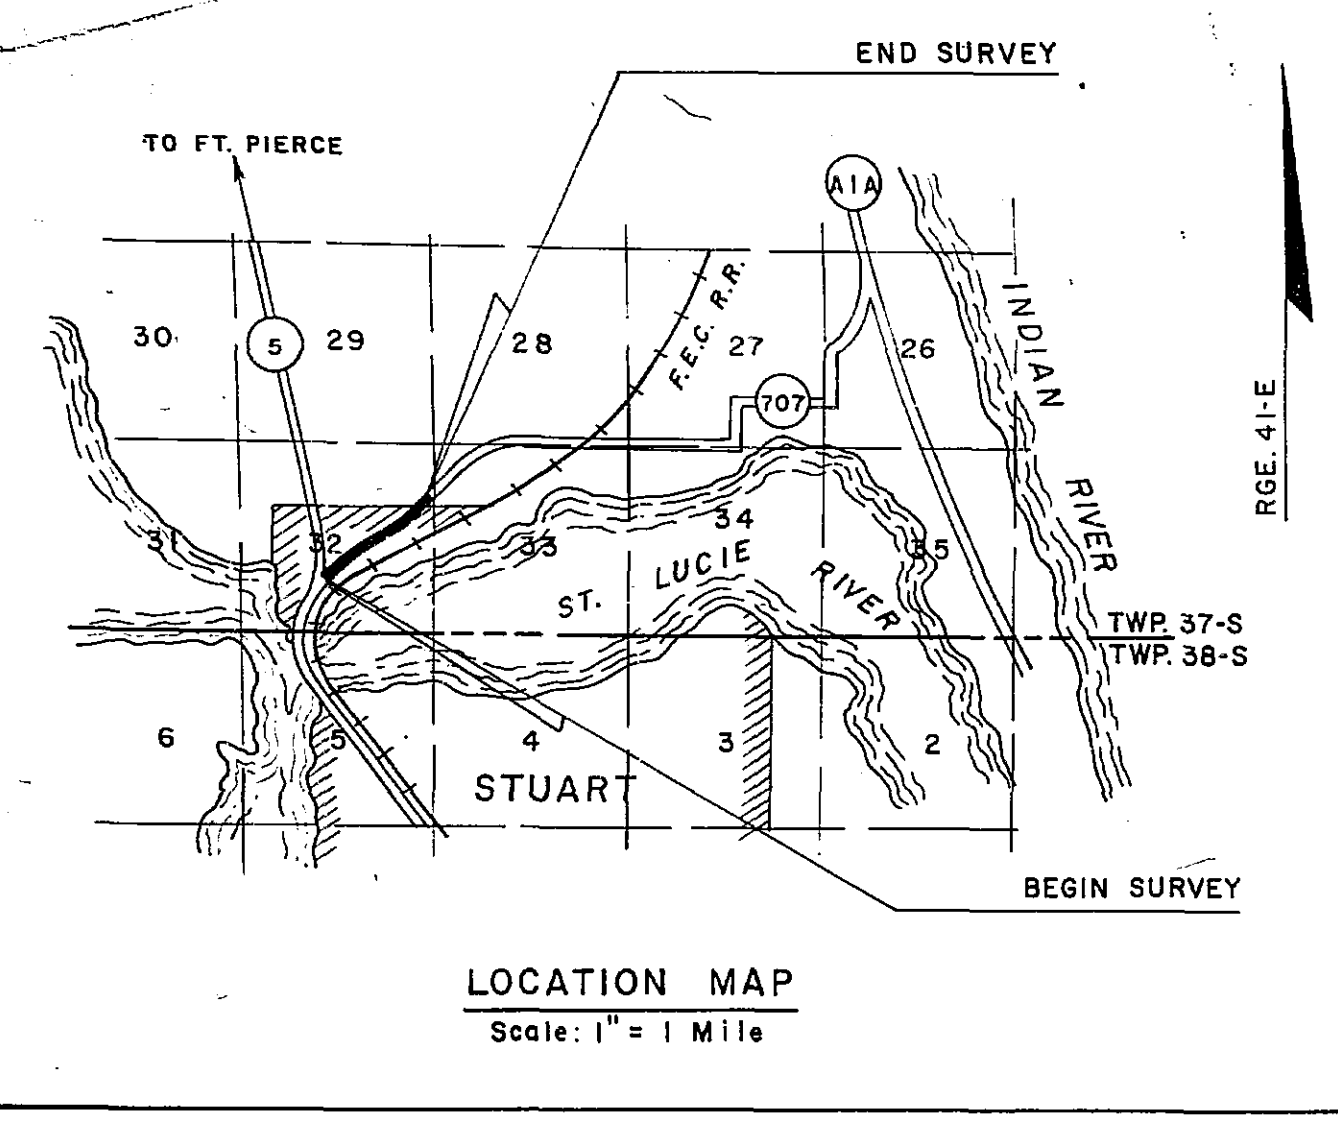 END SURVEY
TO FT. PIERCE
A1A
30
5
29
28
F.E.C. R.R.
27
26
INDIAN
707
RGE. 41-E
31
32
33
34
35
RIVER
ST. LUCIE RIVER
TWP. 37-S
TWP. 38-S
6
5
4
3
2
STUART
BEGIN SURVEY
LOCATION MAP
Scale: 1" = 1 Mile